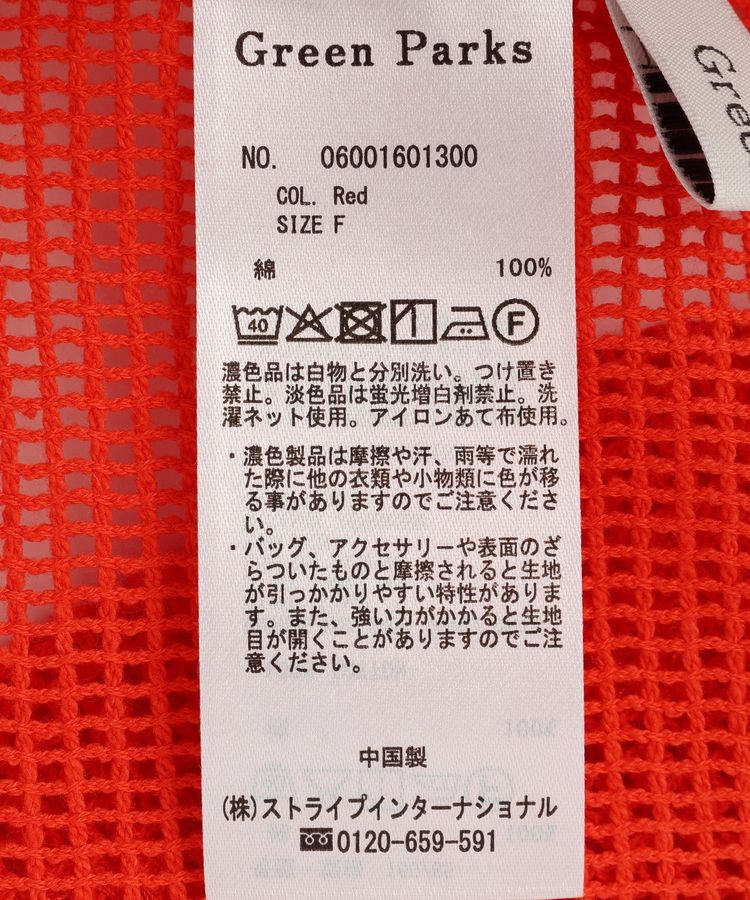 Green Parks
Gree
NO. 06001601300
COL. Red
SIZE F
綿 100%
40 F
濃色品は白物と分別洗い。つけ置き
禁止。淡色品は蛍光増白剤禁止。洗
濯ネット使用。アイロンあて布使用。
・濃色製品は摩擦や汗、雨等で濡れ
た際に他の衣類や小物類に色が移
る事がありますのでご注意くださ
い。
・バッグ、アクセサリーや表面のざ
らついたものと摩擦されると生地
が引っかかりやすい特性がありま
す。また、強い力がかかると生地
目が開くことがありますのでご注
意ください。
中国製
(株)ストライプインターナショナル
0120-659-591